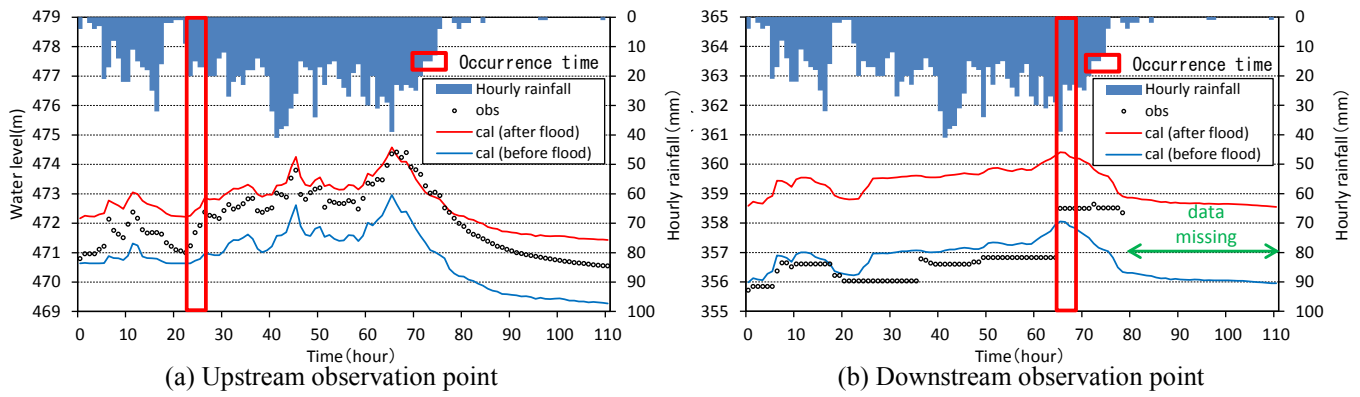 479
478
477
476
475
474
473
472
471
470
469
Water level(m)
0
10
20
30
40
50
60
70
80
90
100
Hourly rainfall (mm)
Occurrence time
Hourly rainfall
obs
cal (after flood)
cal (before flood)
0 10 20 30 40 50 60 70 80 90 100 110
Time(hour)
(a) Upstream observation point
365
364
363
362
361
360
359
358
357
356
355
0
10
20
30
40
50
60
70
80
90
100
Hourly rainfall (mm)
Occurrence time
Hourly rainfall
obs
cal (after flood)
cal (before flood)
data
missing
0 10 20 30 40 50 60 70 80 90 100 110
Time(hour)
(b) Downstream observation point